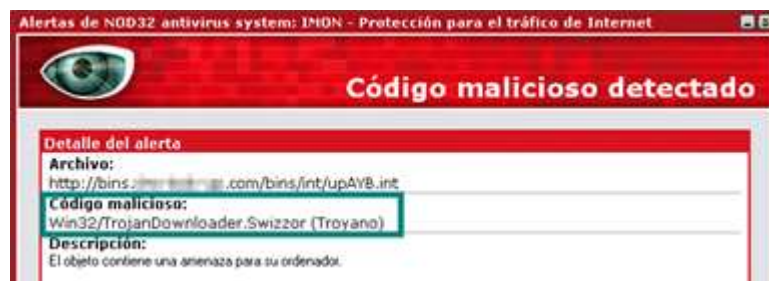 Alertas de NOD32 antivirus system: IMON - Protección para el tráfico de Internet
Código malicioso detectado
Detalle del alerta
Archivo:
http://bins. .com/bins/int/upAYB.int
Código malicioso:
Win32/TrojanDownloader.Swizzor (Troyano)
Descripción:
El objeto contiene una amenaza para su ordenador.